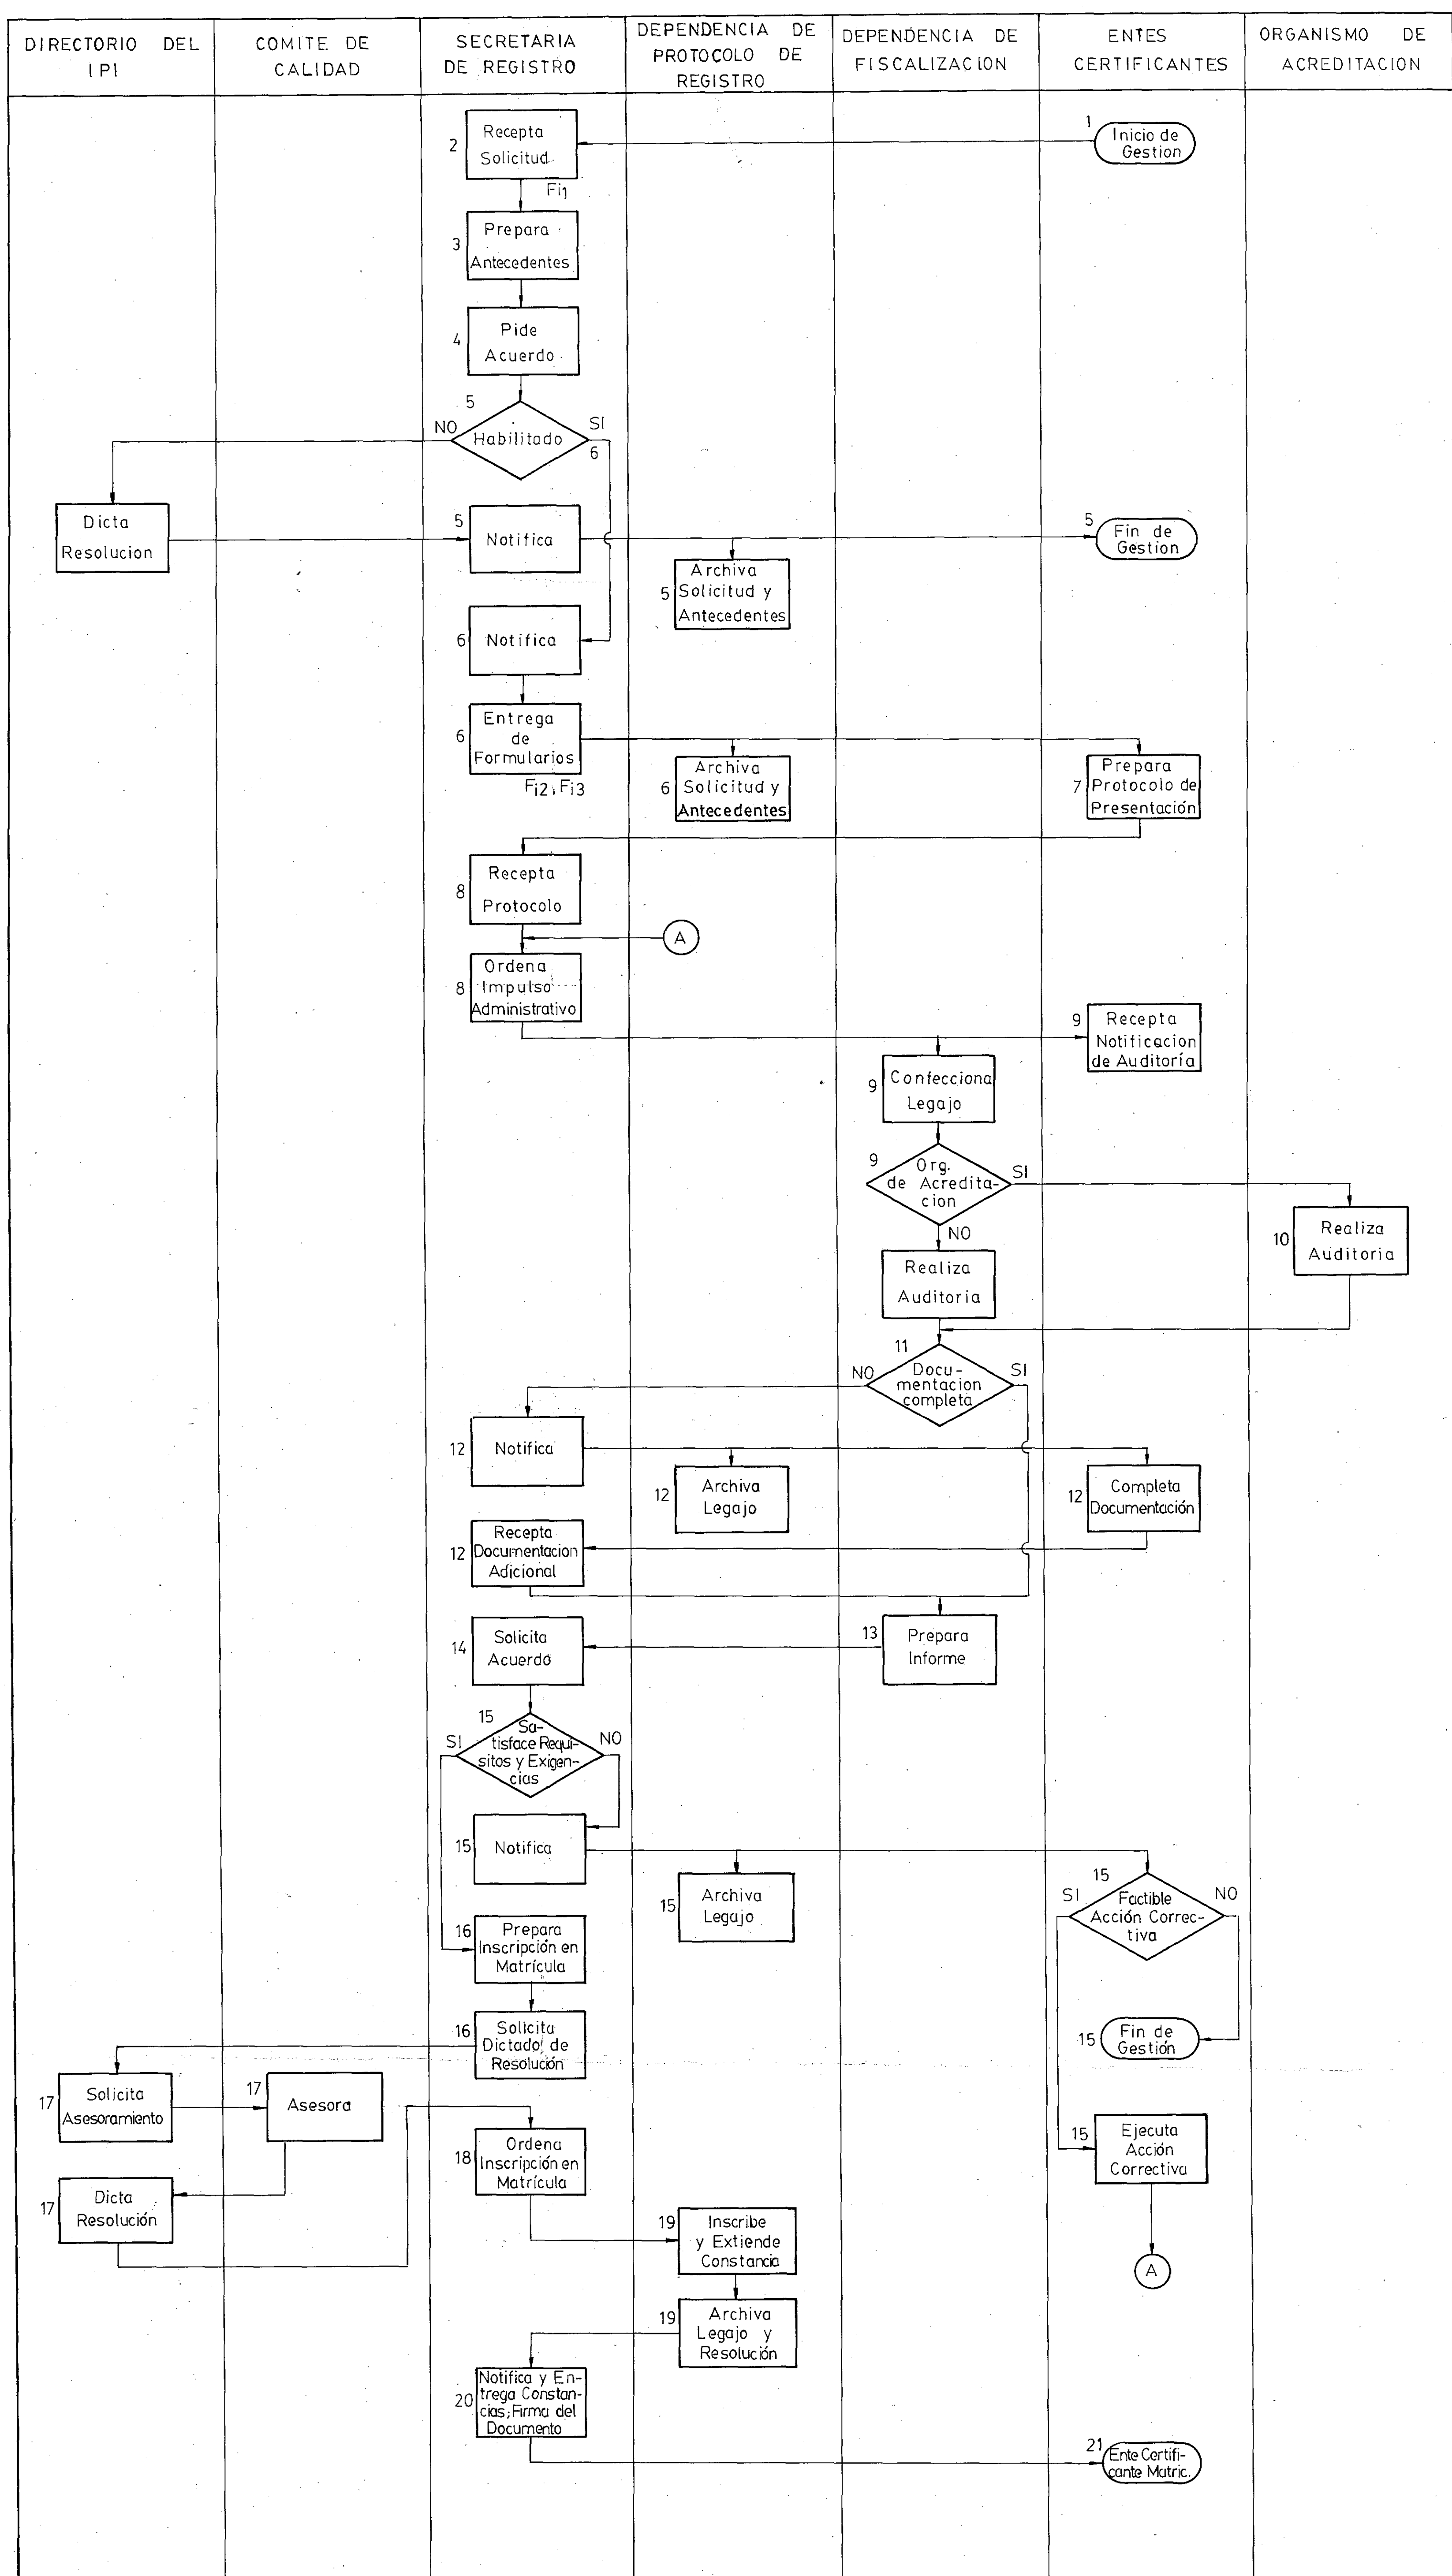 DIRECTORIO DEL
IPI
COMITE DE
CALIDAD
SECRETARIA
DE REGISTRO
DEPENDENCIA DE
PROTOCOLO DE
REGISTRO
DEPENDENCIA DE
FISCALIZACION
ENTES
CERTIFICANTES
ORGANISMO DE
ACREDITACION
1
Inicio de
Gestion
2
Recepta
Solicitud
Fi1
3
Prepara
Antecedentes
4
Pide
Acuerdo
5
Habilitado
NO
SI
6
Dicta
Resolucion
5
Notifica
5
Archiva
Solicitud y
Antecedentes
5
Fin de
Gestion
6
Notifica
6
Entrega
de
Formularios
Fi2, Fi3
6
Archiva
Solicitud y
Antecedentes
7
Prepara
Protocolo de
Presentación
8
Recepta
Protocolo
A
8
Ordena
Impulso
Administrativo
9
Recepta
Notificacion
de Auditoría
9
Confecciona
Legajo
9
Org.
de Acredita-
cion
SI
NO
10
Realiza
Auditoria
Realiza
Auditoria
11
Docu-
mentacion
completa
NO
SI
12
Notifica
12
Archiva
Legajo
12
Completa
Documentación
12
Recepta
Documentacion
Adicional
13
Prepara
Informe
14
Solicita
Acuerdo
15
Sa-
tisface Requi-
sitos y Exigen-
cias
SI
NO
15
Notifica
15
Archiva
Legajo
15
Factible
Acción Correc-
tiva
SI
NO
16
Prepara
Inscripción en
Matrícula
15
Fin de
Gestión
16
Solicita
Dictado de
Resolución
17
Solicita
Asesoramiento
17
Asesora
15
Ejecuta
Acción
Correctiva
18
Ordena
Inscripción en
Matrícula
17
Dicta
Resolución
19
Inscribe
y Extiende
Constancia
A
19
Archiva
Legajo y
Resolución
20
Notifica y En-
trega Constan-
cias; Firma del
Documento
21
Ente Certifi-
cante Matric.